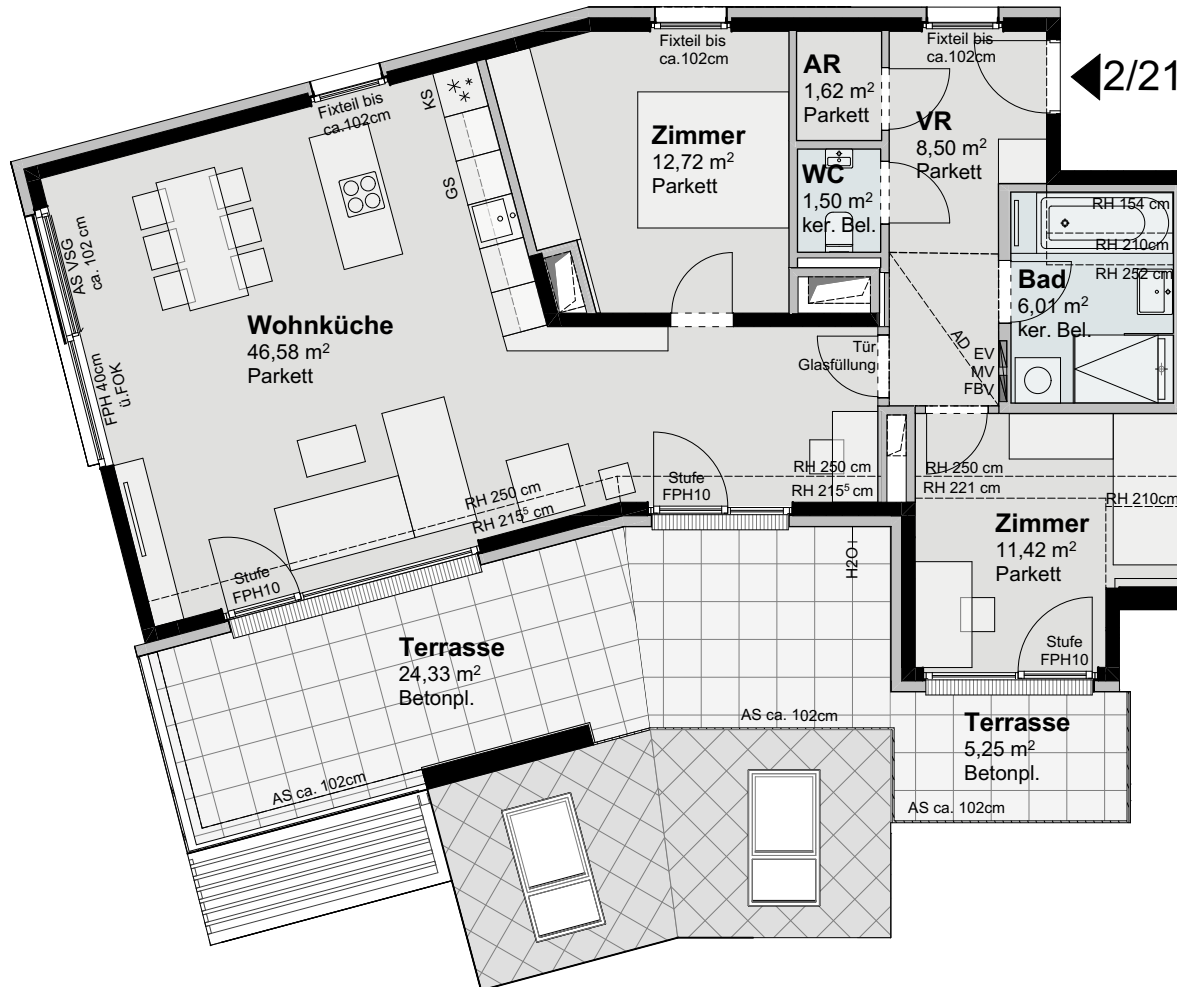 Fixteil bis
ca.102cm
Fixteil bis
ca.102cm
2/21
AR
1,62 m²
Parkett
VR
8,50 m²
Parkett
Zimmer
12,72 m²
Parkett
WC
1,50 m²
ker. Bel.
Fixteil bis
ca.102cm
KS
GS
RH 154 cm
RH 210cm
RH 252 cm
Bad
6,01 m²
ker. Bel.
AS VSG
ca. 102 cm
Wohnküche
46,58 m²
Parkett
FPH 40cm
ü.FOK
Tür
Glasfüllung
AD
EV
MV
FBV
RH 250 cm
RH 215⁵ cm
Stufe
FPH10
RH 250 cm
RH 215⁵ cm
RH 250 cm
RH 221 cm
RH 210cm
Zimmer
11,42 m²
Parkett
Stufe
FPH10
H2O
Stufe
FPH10
Terrasse
24,33 m²
Betonpl.
AS ca. 102cm
Terrasse
5,25 m²
Betonpl.
AS ca. 102cm
AS ca. 102cm